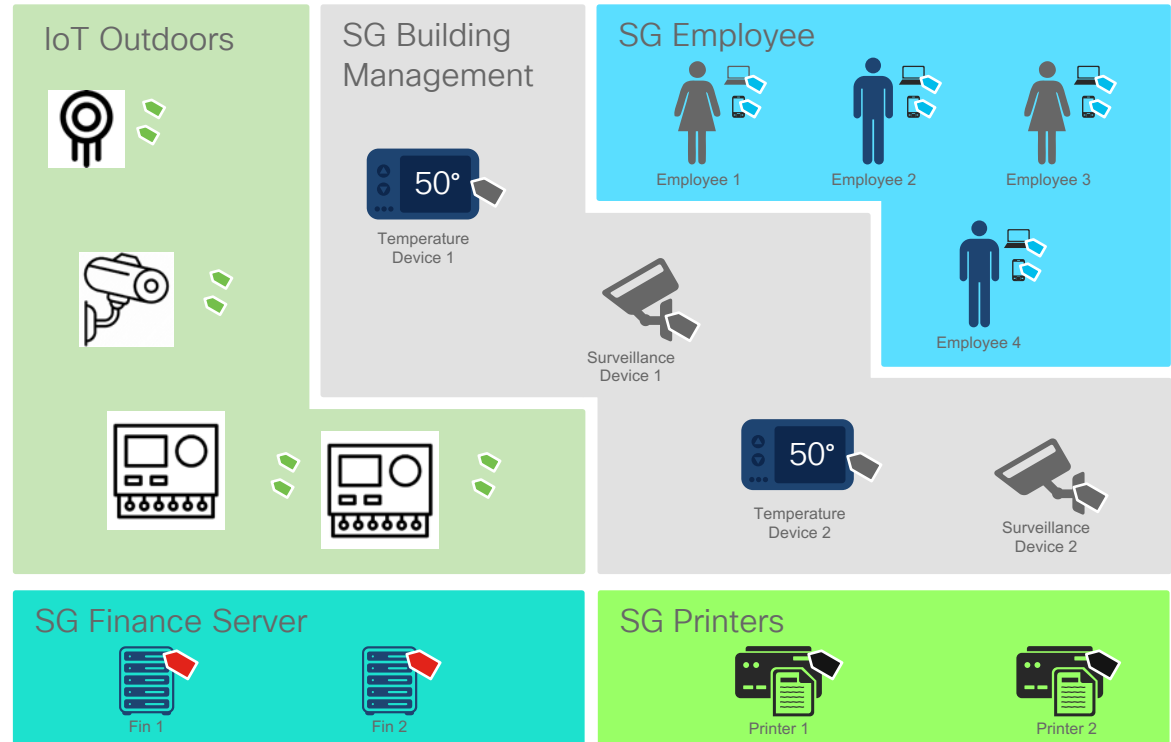 IoT Outdoors
SG Building
Management
SG Employee
Employee 1
Employee 2
Employee 3
50°
Temperature
Device 1
Employee 4
Surveillance
Device 1
50°
Temperature
Device 2
Surveillance
Device 2
SG Finance Server
Fin 1
Fin 2
SG Printers
Printer 1
Printer 2